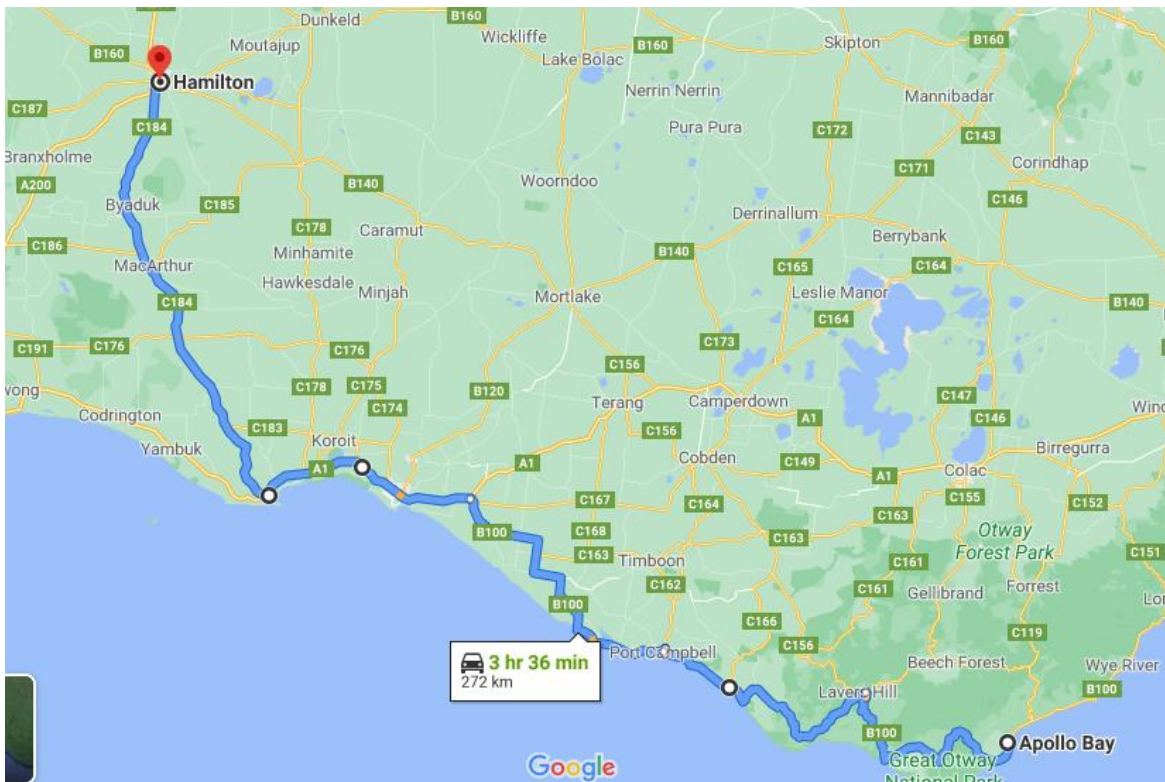 Dunkeld
Wickliffe
B160
Moutajup
B160
Skipton
B160
Lake Bolac
Hamilton
Nerrin Nerrin
Mannibadar
C187
C184
Pura Pura
C172
C143
Branxholme
Corindhap
C171
A200
B140
Woorndoo
C146
Byaduk
C185
Derrinallum
C178
Caramut
Berrybank
C186
Minhamite
B140
MacArthur
C165
C164
Hawkesdale
Minjah
Mortlake
Leslie Manor
C184
C164
B140
C191
C176
C176
C173
C178
C175
C156
wong
B120
C147
Codrington
Terang
Camperdown
C174
A1
C146
Winc
C183
Koroit
C156
Yambuk
Birregurra
A1
A1
Cobden
C149
A1
Colac
C167
C164
C155
C152
B100
C168
C163
C163
Otway
Forest Park
C163
Timboon
C151
C161
C162
C161
Gellibrand
Forrest
Lor
B100
C166
C119
3 hr 36 min
272 km
Port Campbell
C156
Beech Forest
Wye River
Lavers Hill
B100
B100
Apollo Bay
Great Otway
National Park
Google